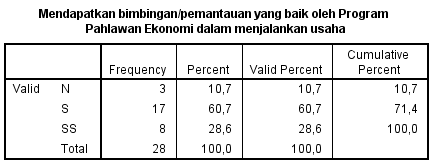 Mendapatkan bimbingan/pemantauan yang baik oleh Program
Pahlawan Ekonomi dalam menjalankan usaha
Frequency Percent Valid Percent Cumulative Percent
Valid N 3 10,7 10,7 10,7
S 17 60,7 60,7 71,4
SS 8 28,6 28,6 100,0
Total 28 100,0 100,0